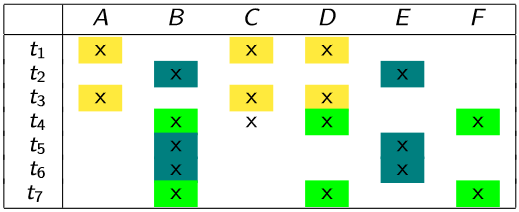 A B C D E F
t1 x x x
t2 x x
t3 x x x
t4 x x x x
t5 x x
t6 x x
t7 x x x